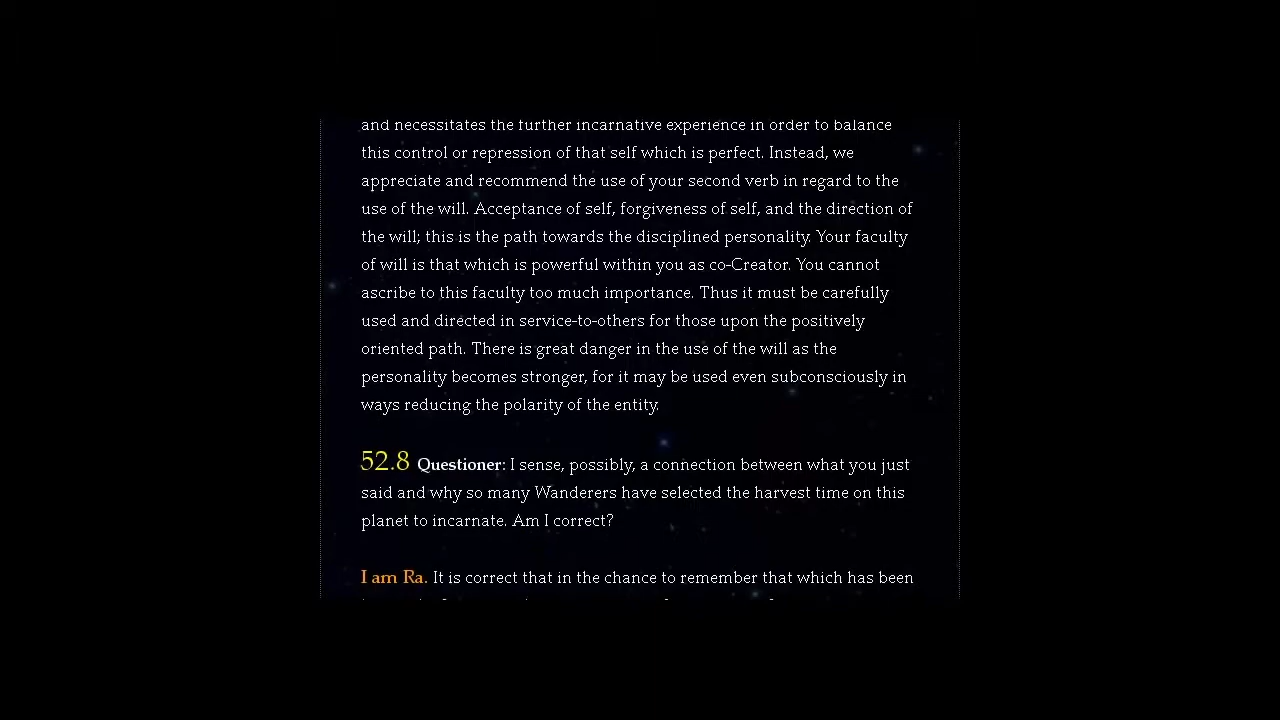 and necessitates the further incarnative experience in order to balance
this control or repression of that self which is perfect. Instead, we
appreciate and recommend the use of your second verb in regard to the
use of the will. Acceptance of self, forgiveness of self, and the direction of
the will; this is the path towards the disciplined personality. Your faculty
of will is that which is powerful within you as co-Creator. You cannot
ascribe to this faculty too much importance. Thus it must be carefully
used and directed in service-to-others for those upon the positively
oriented path. There is great danger in the use of the will as the
personality becomes stronger, for it may be used even subconsciously in
ways reducing the polarity of the entity.
52.8 Questioner: I sense, possibly, a connection between what you just
said and why so many Wanderers have selected the harvest time on this
planet to incarnate. Am I correct?
I am Ra. It is correct that in the chance to remember that which has been